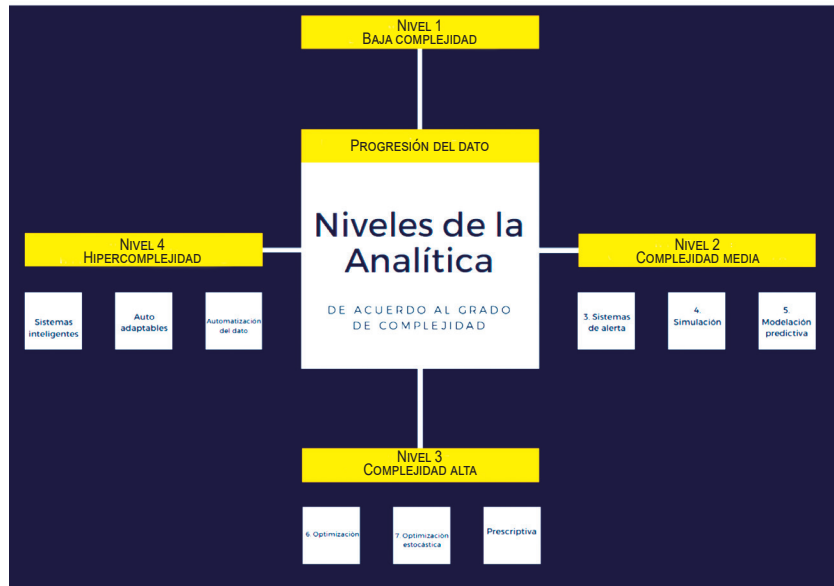 NIVEL 1
BAJA COMPLEJIDAD
PROGRESIÓN DEL DATO
Niveles de la
Analítica
DE ACUERDO AL GRADO
DE COMPLEJIDAD
NIVEL 4
HIPERCOMPLEJIDAD
Sistemas
inteligentes
Auto
adaptables
Automatización
del dato
NIVEL 2
COMPLEJIDAD MEDIA
3. Sistemas
de alerta
4.
Simulación
5.
Modelación
predictiva
NIVEL 3
COMPLEJIDAD ALTA
6. Optimización
7. Optimización
estocástica
Prescriptiva